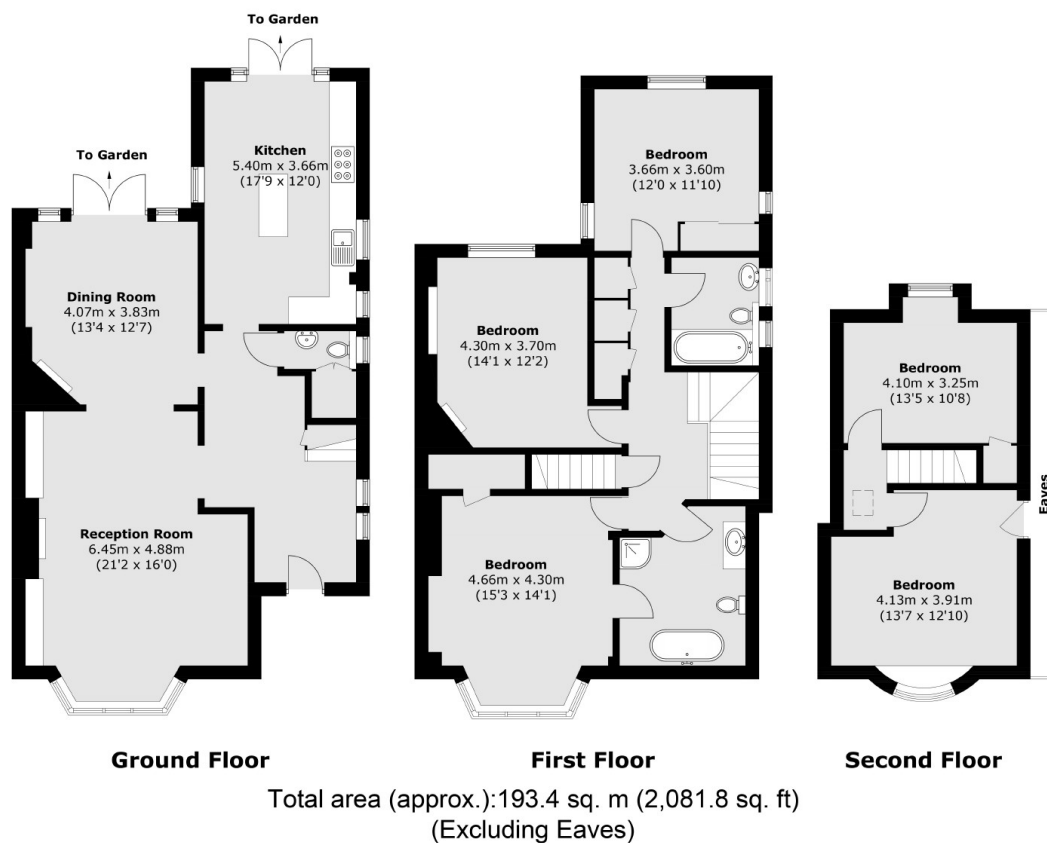 To Garden
Kitchen
5.40m x 3.66m
(17'9 x 12'0)
To Garden
Dining Room
4.07m x 3.83m
(13'4 x 12'7)
Reception Room
6.45m x 4.88m
(21'2 x 16'0)
Ground Floor
Bedroom
3.66m x 3.60m
(12'0 x 11'10)
Bedroom
4.30m x 3.70m
(14'1 x 12'2)
Bedroom
4.66m x 4.30m
(15'3 x 14'1)
First Floor
Bedroom
4.10m x 3.25m
(13'5 x 10'8)
Eaves
Bedroom
4.13m x 3.91m
(13'7 x 12'10)
Second Floor
Total area (approx.):193.4 sq. m (2,081.8 sq. ft)
(Excluding Eaves)